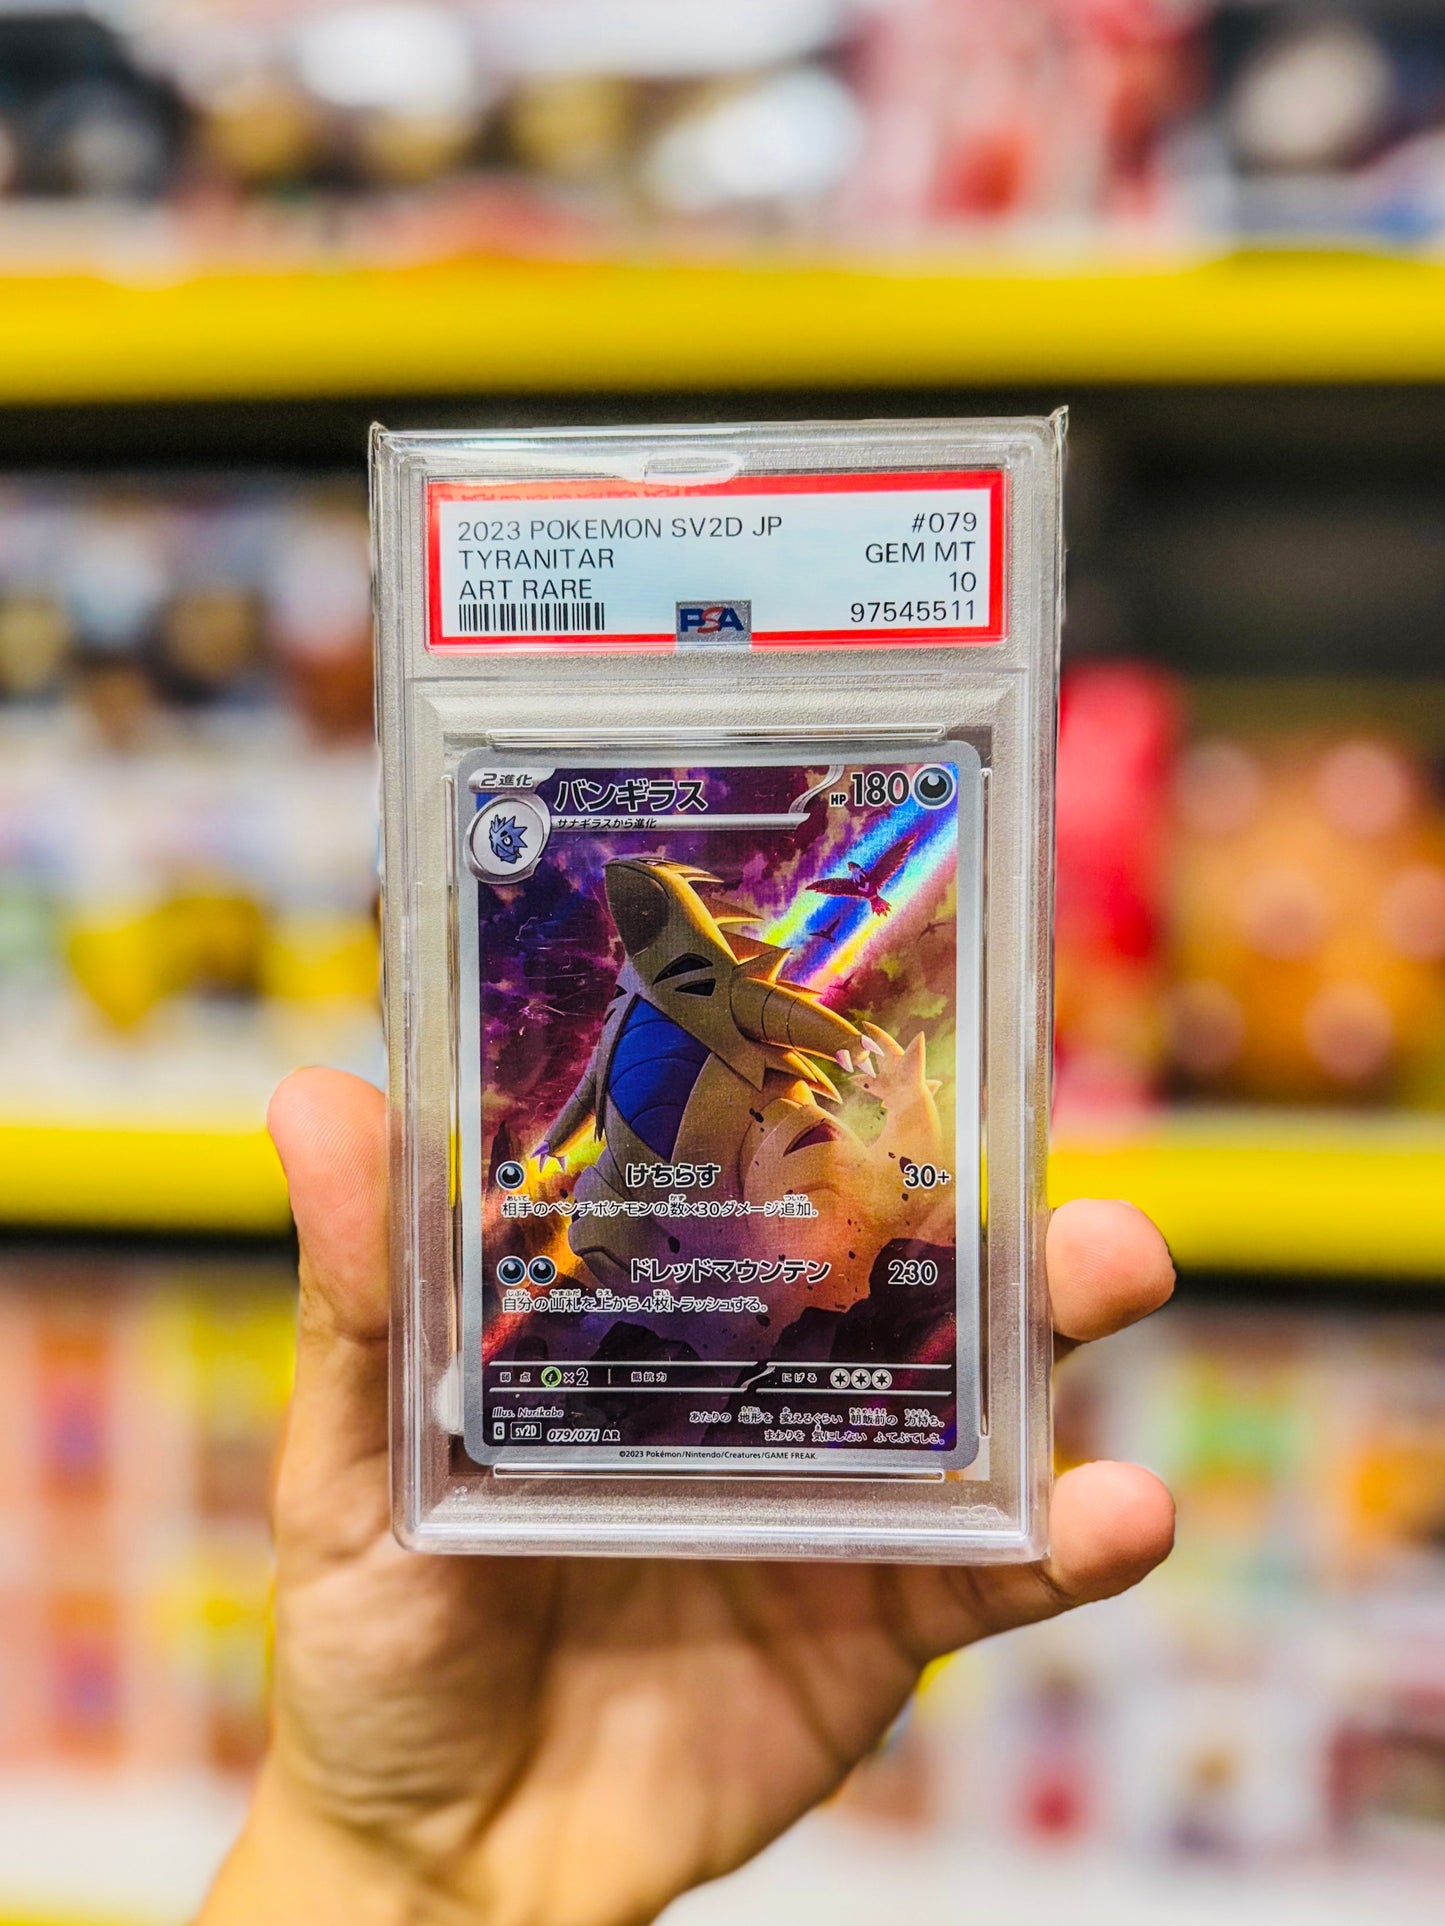 2023 POKEMON SV2D JP #079
TYRANITAR GEM MT
ART RARE 10
PSA 97545511
2進化 バンギラス HP 180
サナギラスから進化
けちらす 30+
相手のベンチポケモンの数×30ダメージ追加。
ドレッドマウンテン 230
自分の山札を上から4枚トラッシュする。
弱点 ×2 抵抗力 にげる
Illus. Nurikabe
あたりの 地形を 変えるぐらい 朝飯前の 力持ち。
G sv2D 079/071 AR
まわりを 気にしない ふてぶてしさ。
©2023 Pokémon/Nintendo/Creatures/GAME FREAK.